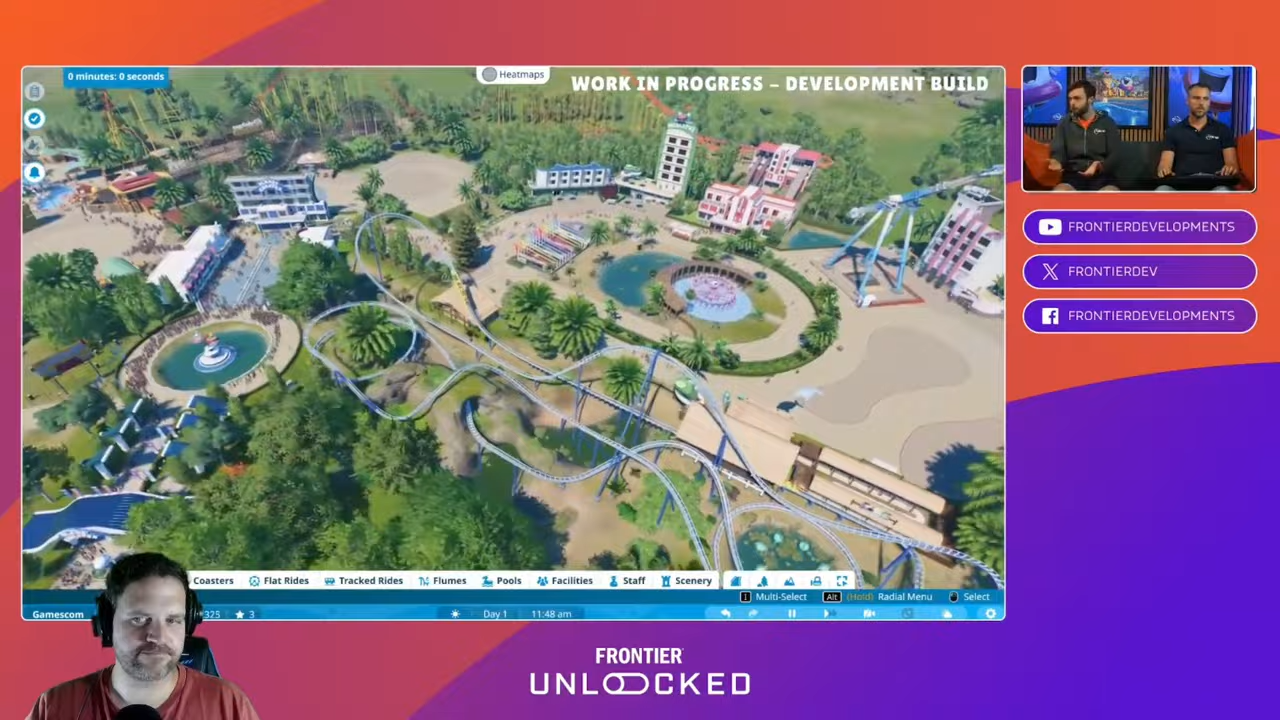 0 minutes: 0 seconds
Heatmaps
WORK IN PROGRESS – DEVELOPMENT BUILD
FRONTIERDEVELOPMENTS
FRONTIERDEV
FRONTIERDEVELOPMENTS
Coasters
Flat Rides
Tracked Rides
Flumes
Pools
Facilities
Staff
Scenery
Multi-Select
Alt (Hold) Radial Menu
Select
Gamescom
325
3
Day 1
11:48 am
FRONTIER
UNLOCKED